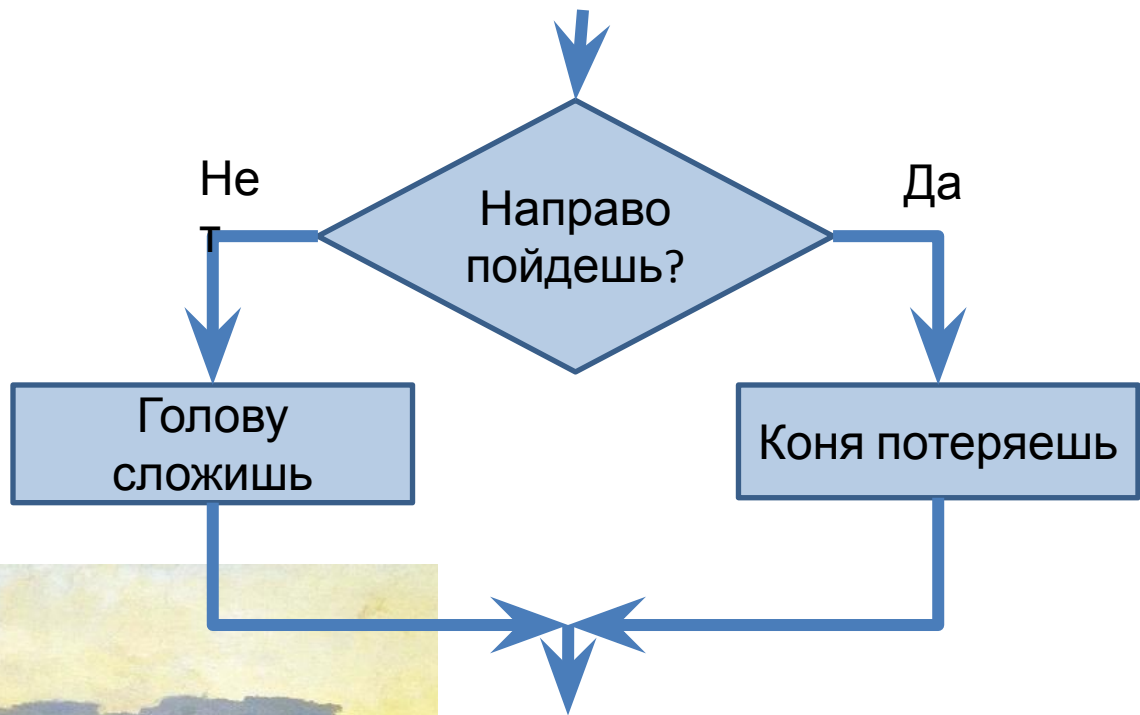 Не
т
Да
Направо
пойдешь?
Голову
сложишь
Коня потеряешь